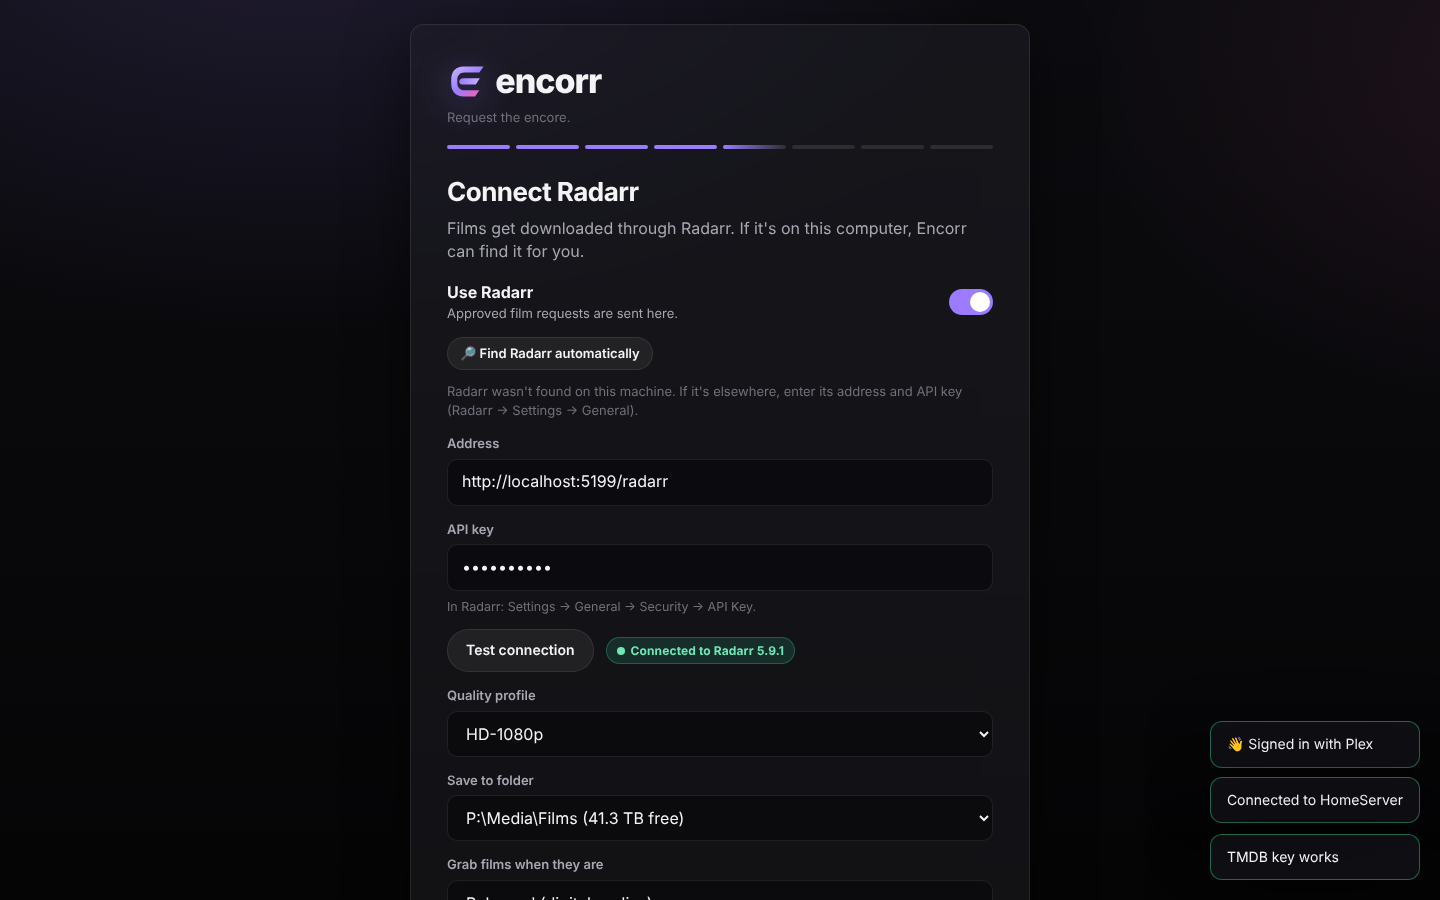 encorr
Request the encore.
Connect Radarr
Films get downloaded through Radarr. If it's on this computer, Encorr
can find it for you.
Use Radarr
Approved film requests are sent here.
🔎 Find Radarr automatically
Radarr wasn't found on this machine. If it's elsewhere, enter its address and API key
(Radarr → Settings → General).
Address
http://localhost:5199/radarr
API key
••••••••••
In Radarr: Settings → General → Security → API Key.
Test connection
Connected to Radarr 5.9.1
Quality profile
HD-1080p
Save to folder
P:\Media\Films (41.3 TB free)
Grab films when they are
👋 Signed in with Plex
Connected to HomeServer
TMDB key works